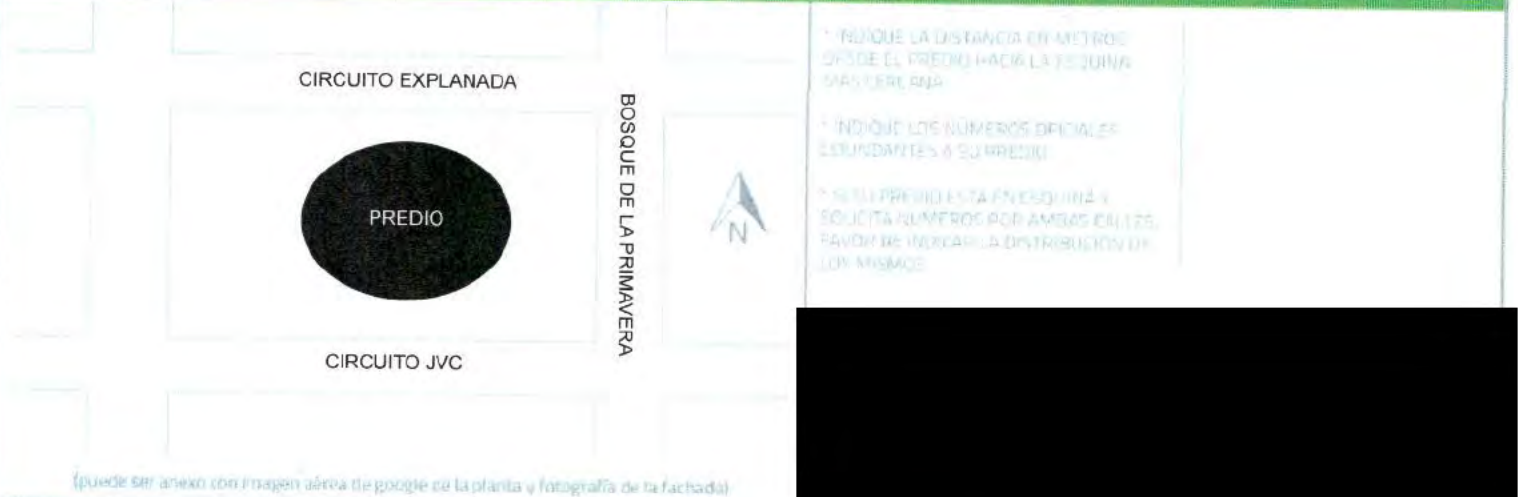 CIRCUITO EXPLANADA
BOSQUE DE LA PRIMAVERA
PREDIO
N
CIRCUITO JVC
(puede ser anexo con imagen aérea de google de la planta y fotografía de la fachada)
* INDIQUE LA DISTANCIA EN METROS
DESDE EL PREDIO HACIA LA ESQUINA
MAS CERCANA
* INDIQUE LOS NUMEROS OFICIALES
COLINDANTES A SU PREDIO
* SI SU PREDIO ESTA EN ESQUINA Y
SOLICITA NUMEROS POR AMBAS CALLES,
FAVOR DE INDICAR LA DISTRIBUCION DE
LOS MISMOS